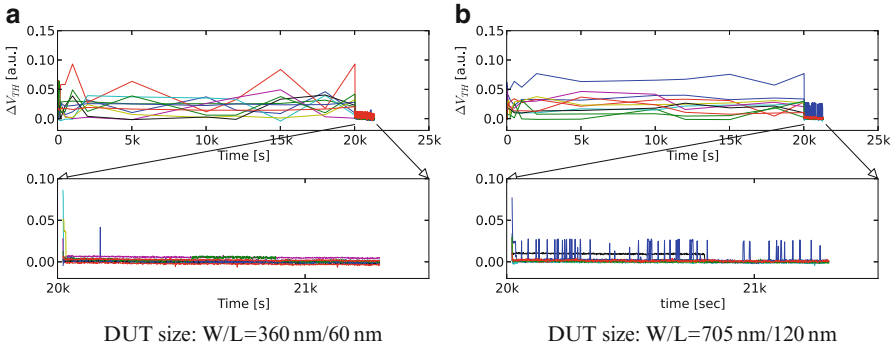 a
b
0.15
0.10
0.05
0.00
ΔV_TH [a.u.]
0 5k 10k 15k 20k 25k
Time [s]
0.15
0.10
0.05
0.00
ΔV_TH [a.u.]
0 5k 10k 15k 20k 25k
Time [s]
0.10
0.05
0.00
20k 21k
Time [s]
0.10
0.05
0.00
20k 21k
time [sec]
DUT size: W/L=360 nm/60 nm
DUT size: W/L=705 nm/120 nm